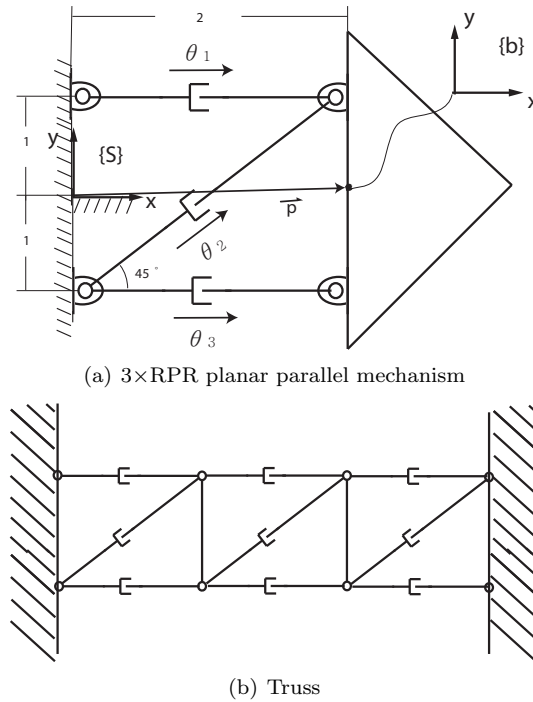 2
θ 1
y
{b}
x
1
y
{S}
x
p
θ 2
1
45°
θ 3
(a) 3×RPR planar parallel mechanism
(b) Truss